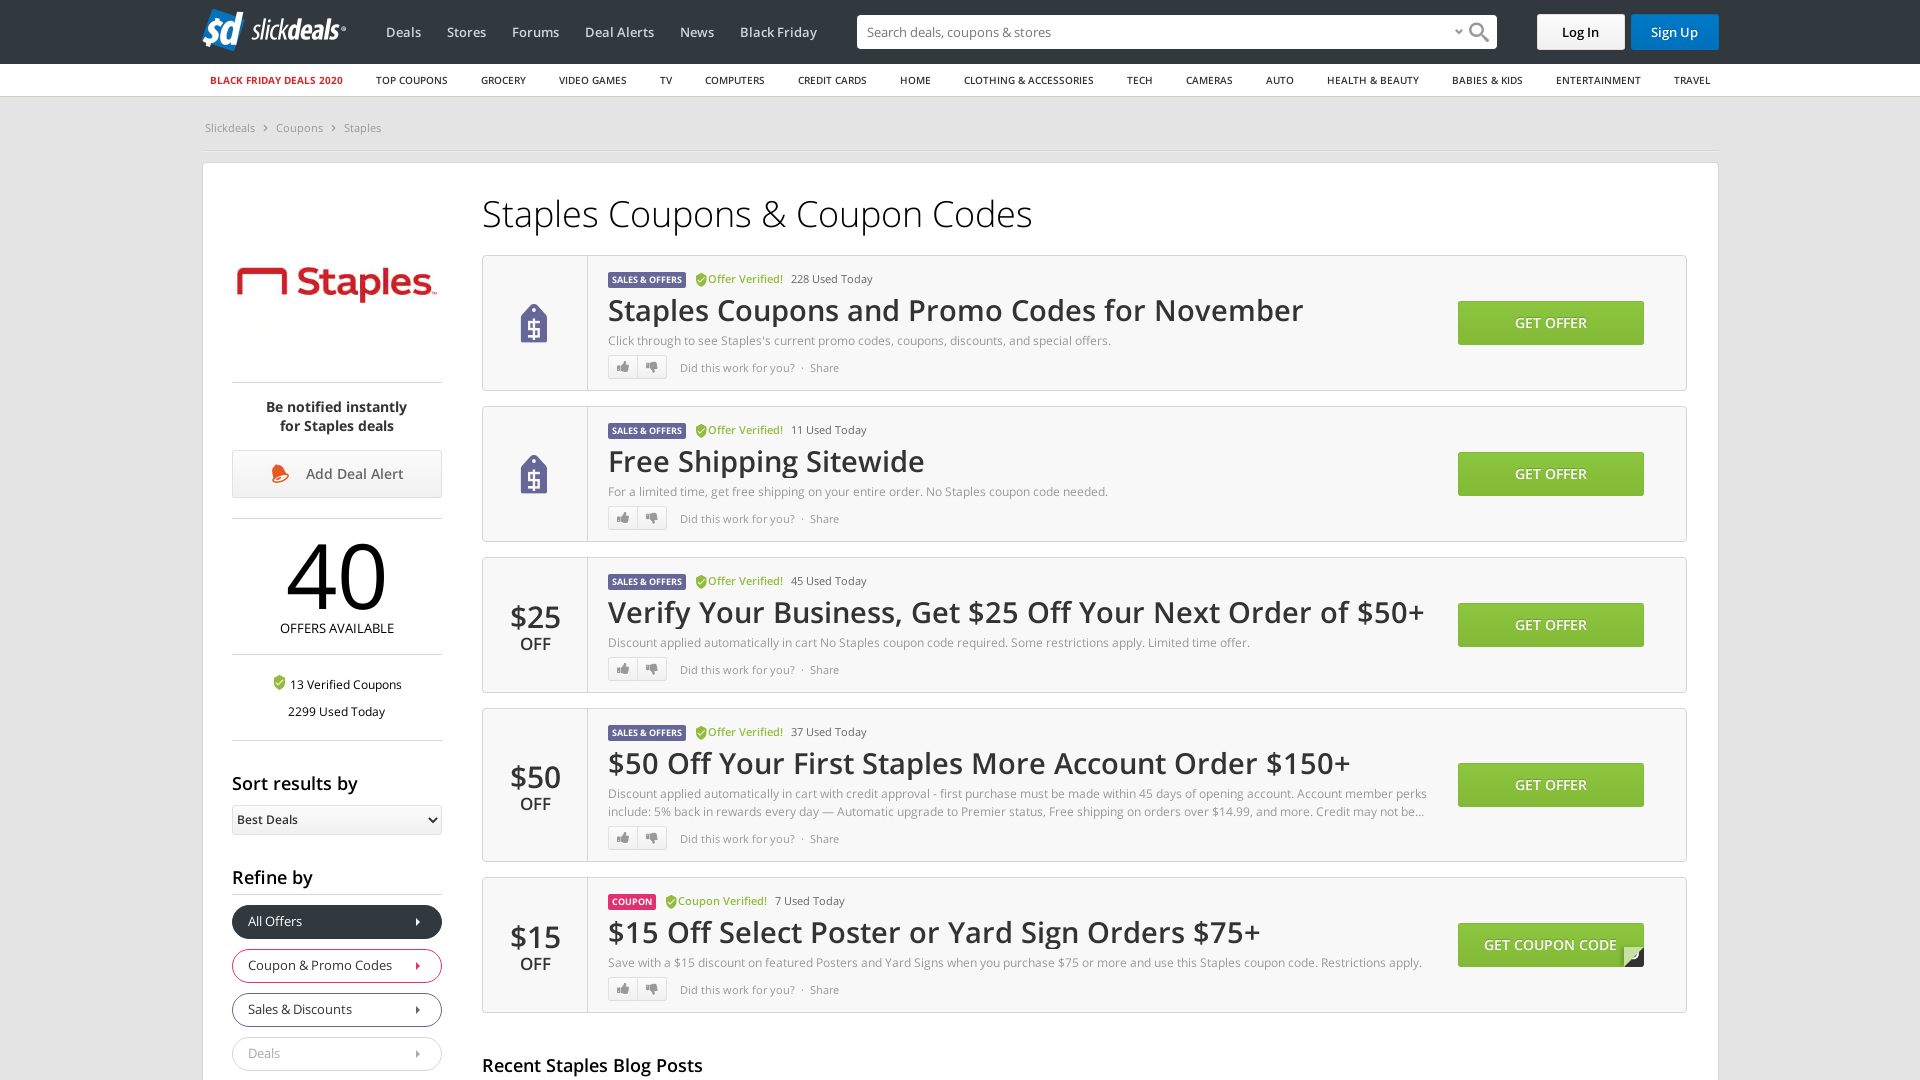 sd slickdeals
Deals Stores Forums Deal Alerts News Black Friday
Search deals, coupons & stores
Log In
Sign Up
BLACK FRIDAY DEALS 2020 TOP COUPONS GROCERY VIDEO GAMES TV COMPUTERS CREDIT CARDS HOME CLOTHING & ACCESSORIES TECH CAMERAS AUTO HEALTH & BEAUTY BABIES & KIDS ENTERTAINMENT TRAVEL
Slickdeals Coupons Staples
Staples
Be notified instantly
for Staples deals
Add Deal Alert
40
OFFERS AVAILABLE
13 Verified Coupons
2299 Used Today
Sort results by
Best Deals
Refine by
All Offers
Coupon & Promo Codes
Sales & Discounts
Deals
Staples Coupons & Coupon Codes
SALES & OFFERS Offer Verified! 228 Used Today
Staples Coupons and Promo Codes for November
Click through to see Staples's current promo codes, coupons, discounts, and special offers.
Did this work for you? · Share
GET OFFER
SALES & OFFERS Offer Verified! 11 Used Today
Free Shipping Sitewide
For a limited time, get free shipping on your entire order. No Staples coupon code needed.
Did this work for you? · Share
GET OFFER
$25
OFF
SALES & OFFERS Offer Verified! 45 Used Today
Verify Your Business, Get $25 Off Your Next Order of $50+
Discount applied automatically in cart No Staples coupon code required. Some restrictions apply. Limited time offer.
Did this work for you? · Share
GET OFFER
$50
OFF
SALES & OFFERS Offer Verified! 37 Used Today
$50 Off Your First Staples More Account Order $150+
Discount applied automatically in cart with credit approval - first purchase must be made within 45 days of opening account. Account member perks
include: 5% back in rewards every day — Automatic upgrade to Premier status, Free shipping on orders over $14.99, and more. Credit may not be...
Did this work for you? · Share
GET OFFER
$15
OFF
COUPON Coupon Verified! 7 Used Today
$15 Off Select Poster or Yard Sign Orders $75+
Save with a $15 discount on featured Posters and Yard Signs when you purchase $75 or more and use this Staples coupon code. Restrictions apply.
Did this work for you? · Share
GET COUPON CODE
Recent Staples Blog Posts